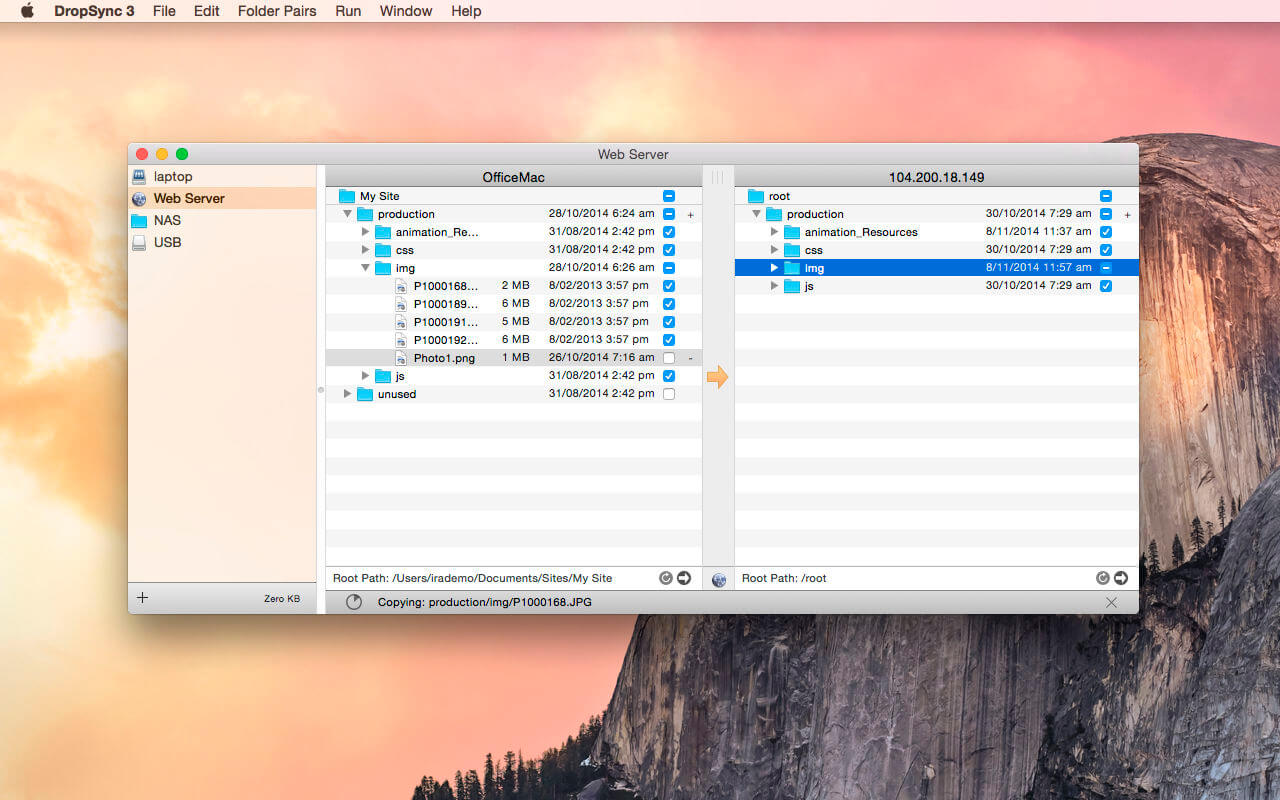 DropSync 3 File Edit Folder Pairs Run Window Help
Web Server
laptop
Web Server
NAS
USB
Zero KB
OfficeMac
My Site
production 28/10/2014 6:24 am +
animation_Re... 31/08/2014 2:42 pm
css 31/08/2014 2:42 pm
img 28/10/2014 6:26 am
P1000168... 2 MB 8/02/2013 3:57 pm
P1000189... 6 MB 8/02/2013 3:57 pm
P1000191... 5 MB 8/02/2013 3:57 pm
P1000192... 6 MB 8/02/2013 3:57 pm
Photo1.png 1 MB 26/10/2014 7:16 am -
js 31/08/2014 2:42 pm
unused 31/08/2014 2:42 pm
Root Path: /Users/irademo/Documents/Sites/My Site
104.200.18.149
root
production 30/10/2014 7:29 am +
animation_Resources 8/11/2014 11:37 am
css 30/10/2014 7:29 am
img 8/11/2014 11:57 am
js 30/10/2014 7:29 am
Root Path: /root
Copying: production/img/P1000168.JPG